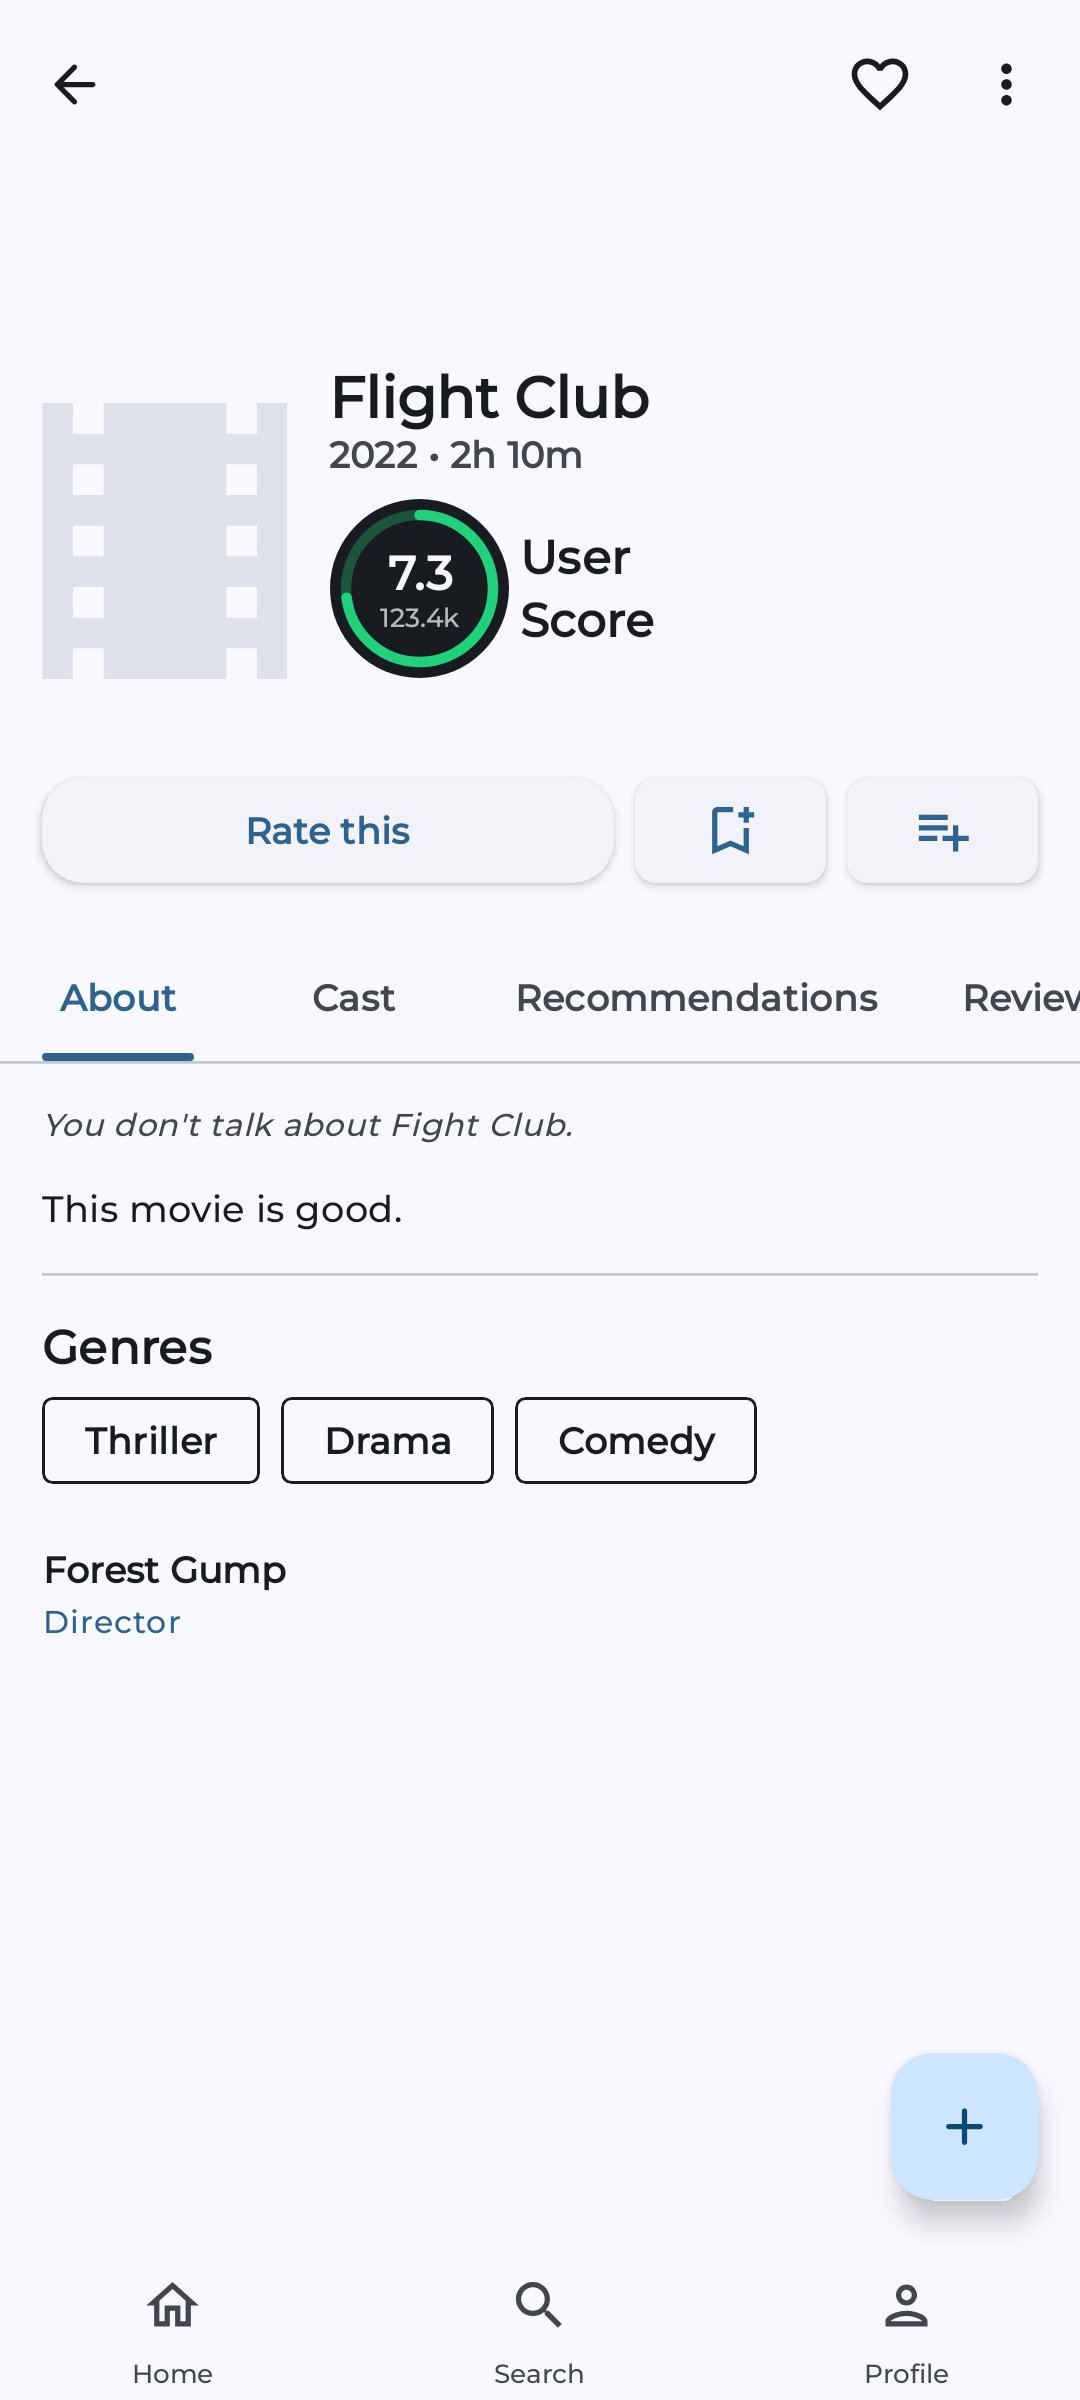 Flight Club
2022 • 2h 10m
7.3
123.4k
User
Score
Rate this
About Cast Recommendations Review
You don't talk about Fight Club.
This movie is good.
Genres
Thriller Drama Comedy
Forest Gump
Director
Home Search Profile